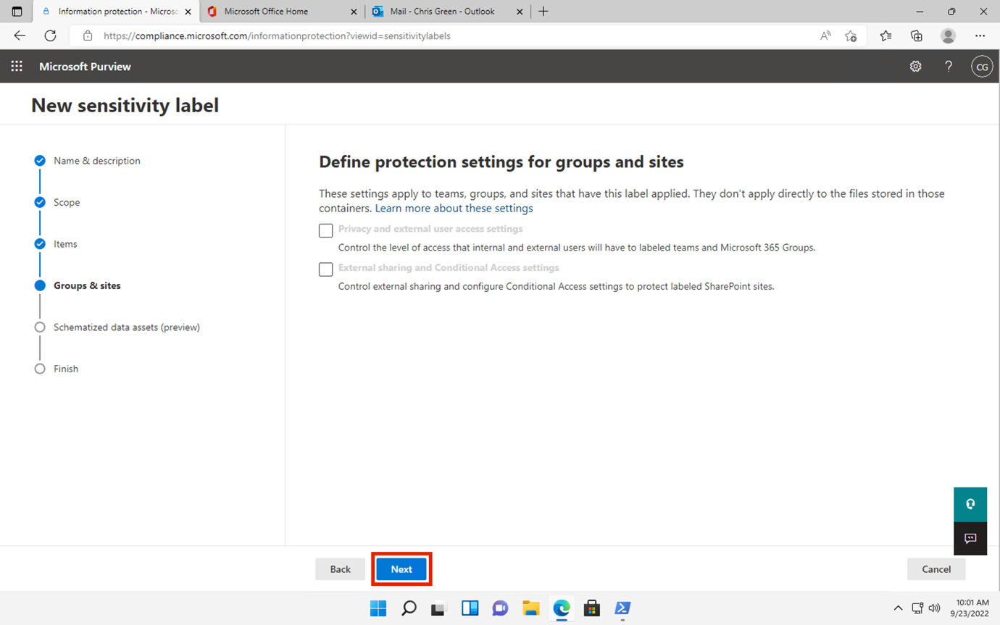 Information protection - Microsc
Microsoft Office Home
Mail - Chris Green - Outlook
https://compliance.microsoft.com/informationprotection?viewid=sensitivitylabels
Microsoft Purview
?
CG
New sensitivity label
Name & description
Scope
Items
Groups & sites
Schematized data assets (preview)
Finish
Define protection settings for groups and sites
These settings apply to teams, groups, and sites that have this label applied. They don't apply directly to the files stored in those
containers. Learn more about these settings
Privacy and external user access settings
Control the level of access that internal and external users will have to labeled teams and Microsoft 365 Groups.
External sharing and Conditional Access settings
Control external sharing and configure Conditional Access settings to protect labeled SharePoint sites.
Back
Next
Cancel
10:01 AM
9/23/2022